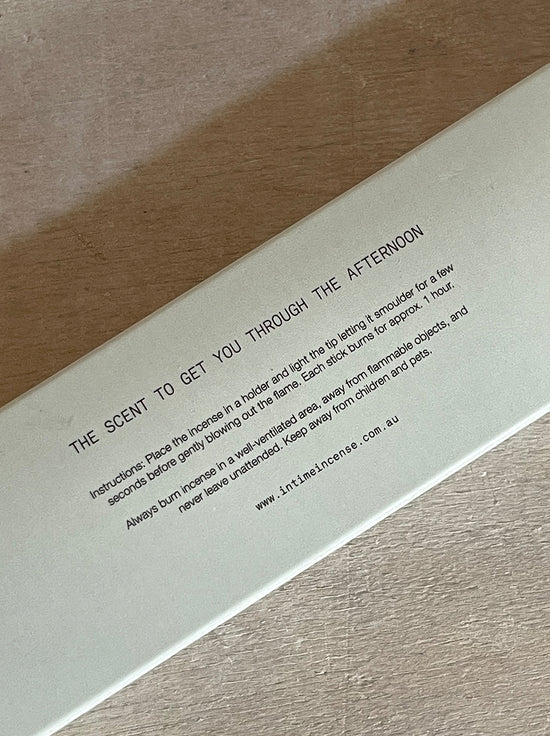 THE SCENT TO GET YOU THROUGH THE AFTERNOON
Instructions: Place the incense in a holder and light the tip letting it smoulder for a few
seconds before gently blowing out the flame. Each stick burns for approx. 1 hour.
Always burn incense in a well-ventilated area, away from flammable objects, and
never leave unattended. Keep away from children and pets.
www.intimeincense.com.au